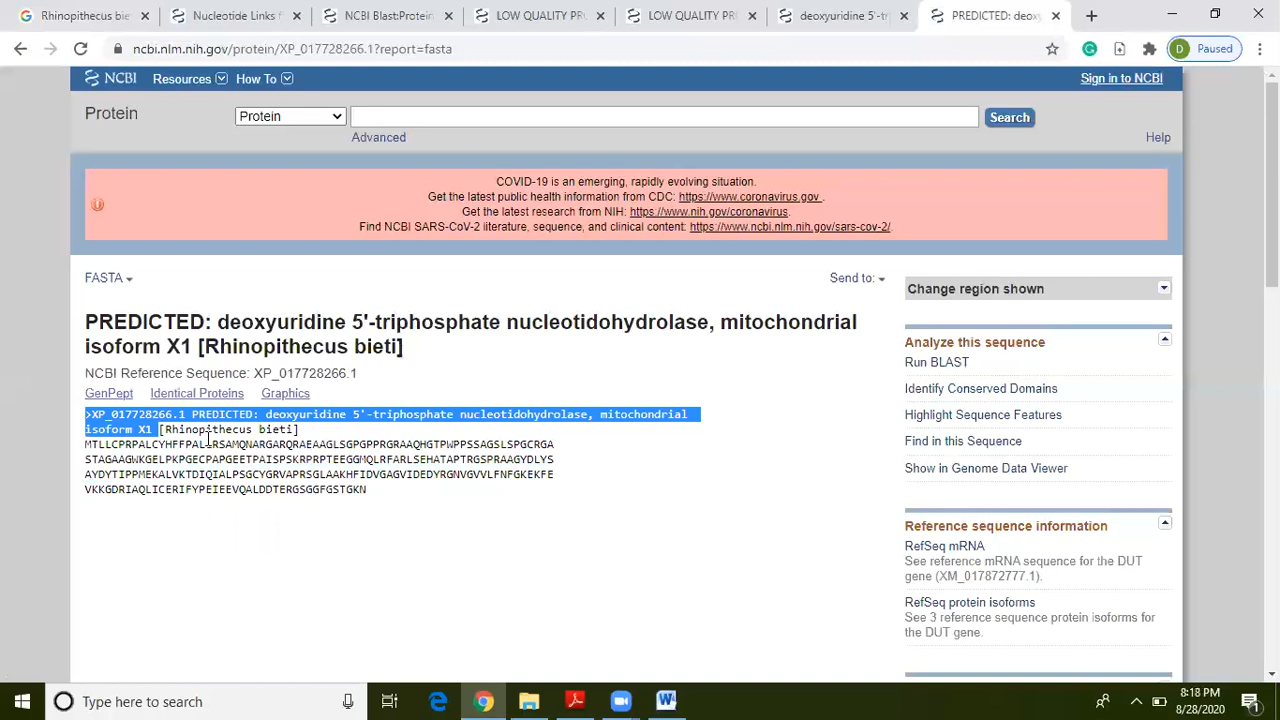 Rhinopithecus bieti
Nucleotide Links f
NCBI Blast:Protein
LOW QUALITY PR
LOW QUALITY PR
deoxyuridine 5'-t
PREDICTED: deox
ncbi.nlm.nih.gov/protein/XP_017728266.1?report=fasta
D Paused
NCBI Resources How To Sign in to NCBI
Protein Protein Search
Advanced Help
COVID-19 is an emerging, rapidly evolving situation.
Get the latest public health information from CDC: https://www.coronavirus.gov .
Get the latest research from NIH: https://www.nih.gov/coronavirus.
Find NCBI SARS-CoV-2 literature, sequence, and clinical content: https://www.ncbi.nlm.nih.gov/sars-cov-2/.
FASTA Send to:
Change region shown
PREDICTED: deoxyuridine 5'-triphosphate nucleotidohydrolase, mitochondrial
isoform X1 [Rhinopithecus bieti]
NCBI Reference Sequence: XP_017728266.1
GenPept Identical Proteins Graphics
>XP_017728266.1 PREDICTED: deoxyuridine 5'-triphosphate nucleotidohydrolase, mitochondrial
isoform X1 [Rhinopithecus bieti]
MTLLCPRPALCYHFFPALLRSAMQNARGARQRAEAAGLSGPGPPRGRAAQHGTPWPPSSAGSLSPGCRGA
STAGAAGWKGELPKPGECPAPGEETPAISPSKRPRPTEEGGMQLRFARLSEHATAPTRGSPRAAGYDLYS
AYDYTIPPMEKALVKTDIQIALPSGCYGRVAPRSGLAAKHFIDVGAGVIDEDYRGNVGVVLFNFGKEKFE
VKKGDRIAQLICERIFYPEIEEVQALDDTERGSGGFGSTGKN
Analyze this sequence
Run BLAST
Identify Conserved Domains
Highlight Sequence Features
Find in this Sequence
Show in Genome Data Viewer
Reference sequence information
RefSeq mRNA
See reference mRNA sequence for the DUT
gene (XM_017872777.1).
RefSeq protein isoforms
See 3 reference sequence protein isoforms for
the DUT gene.
Type here to search
8:18 PM
8/28/2020
1